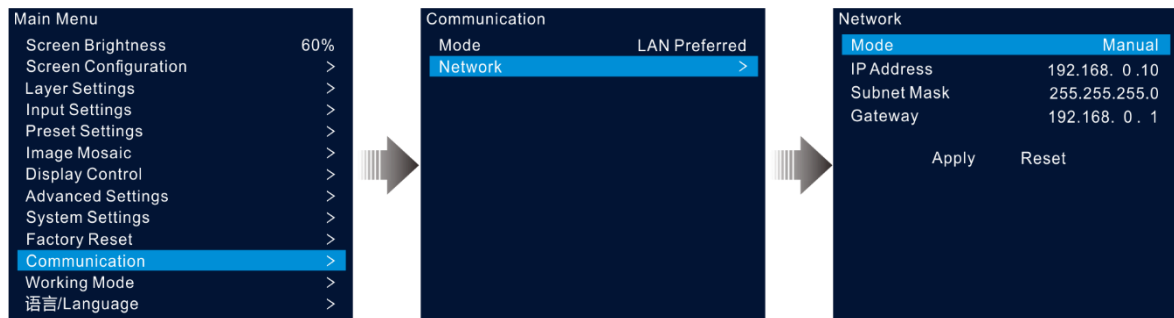 Main Menu
Screen Brightness 60%
Screen Configuration >
Layer Settings >
Input Settings >
Preset Settings >
Image Mosaic >
Display Control >
Advanced Settings >
System Settings >
Factory Reset >
Communication >
Working Mode >
语言/Language >
Communication
Mode LAN Preferred
Network >
Network
Mode Manual
IP Address 192.168. 0 .10
Subnet Mask 255.255.255.0
Gateway 192.168. 0 . 1
Apply Reset